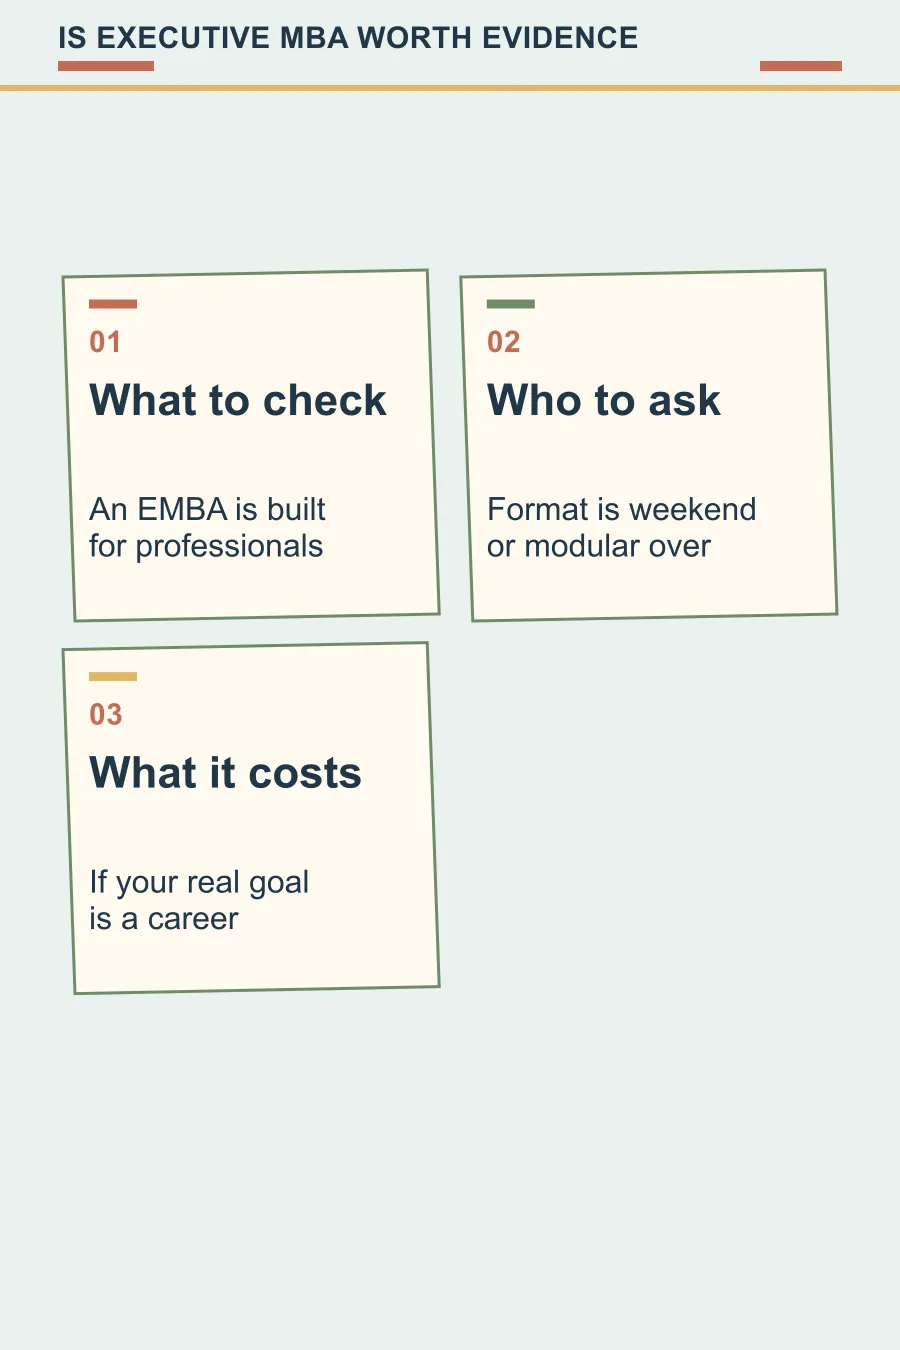 IS EXECUTIVE MBA WORTH EVIDENCE
01
What to check
An EMBA is built
for professionals
02
Who to ask
Format is weekend
or modular over
03
What it costs
If your real goal
is a career